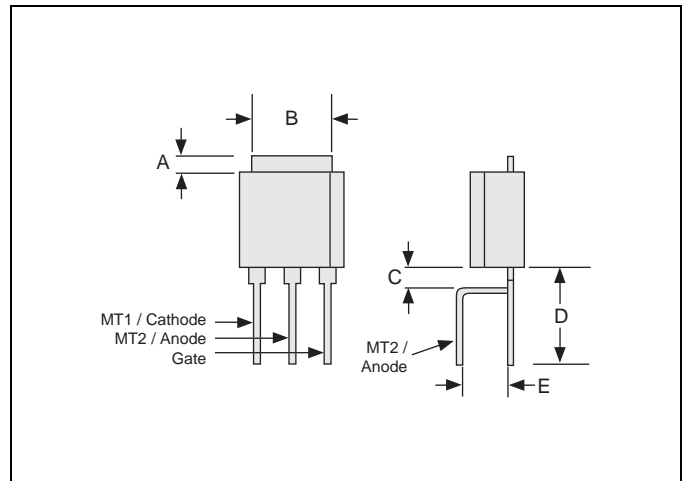 B
A
MT1 / Cathode
MT2 / Anode
Gate
C
D
MT2 /
Anode
E